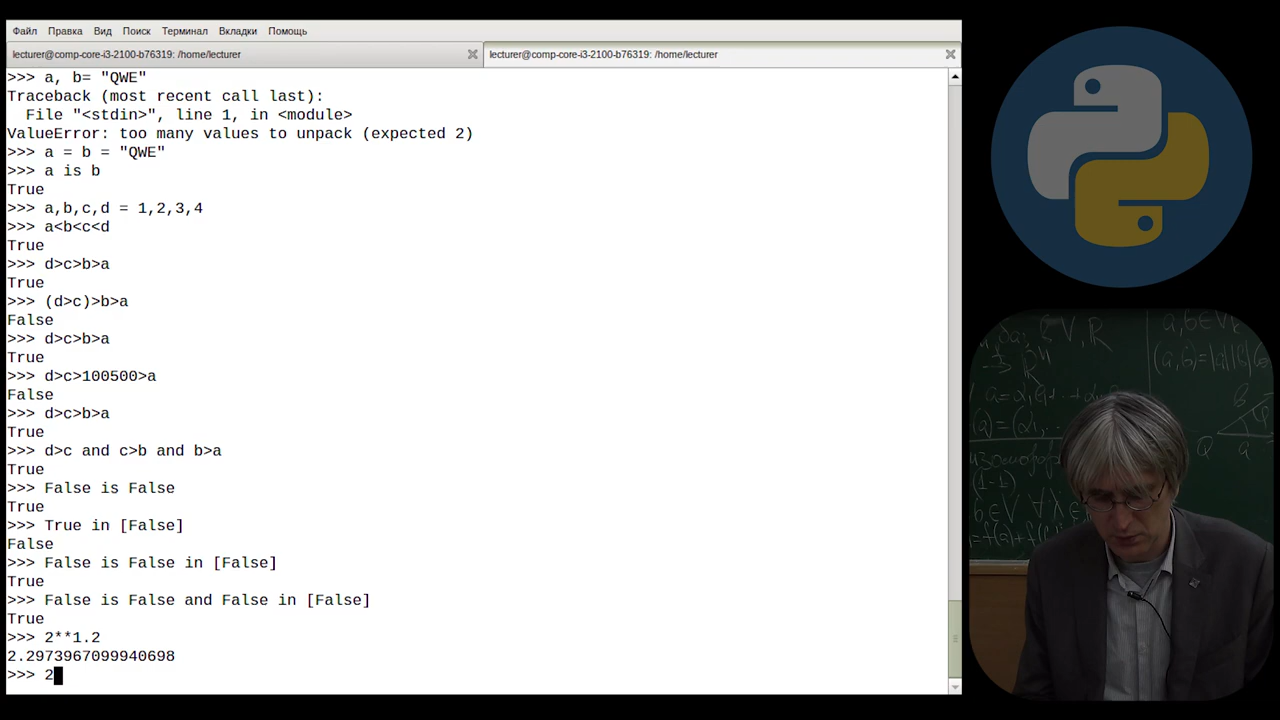 Файл Правка Вид Поиск Терминал Вкладки Помощь
lecturer@comp-core-i3-2100-b76319: /home/lecturer
lecturer@comp-core-i3-2100-b76319: /home/lecturer
>>> a, b= "QWE"
Traceback (most recent call last):
  File "<stdin>", line 1, in <module>
ValueError: too many values to unpack (expected 2)
>>> a = b = "QWE"
>>> a is b
True
>>> a,b,c,d = 1,2,3,4
>>> a<b<c<d
True
>>> d>c>b>a
True
>>> (d>c)>b>a
False
>>> d>c>b>a
True
>>> d>c>100500>a
False
>>> d>c>b>a
True
>>> d>c and c>b and b>a
True
>>> False is False
True
>>> True in [False]
False
>>> False is False in [False]
True
>>> False is False and False in [False]
True
>>> 2**1.2
2.2973967099940698
>>> 2